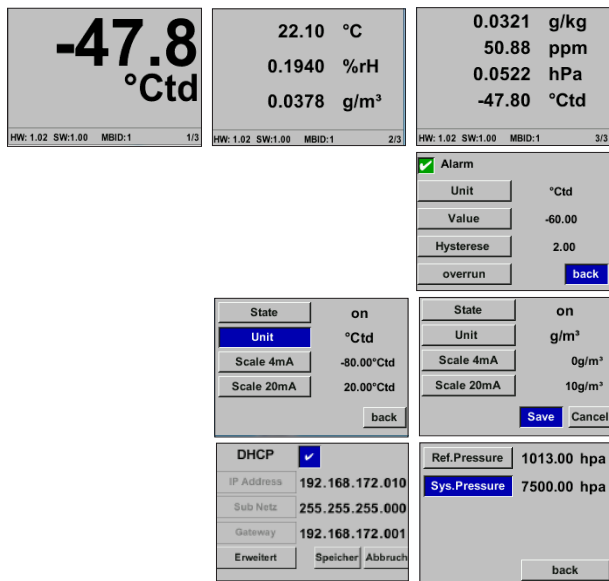 -47.8
°Ctd
HW: 1.02 SW:1.00 MBID:1 1/3
22.10 °C
0.1940 %rH
0.0378 g/m³
HW: 1.02 SW:1.00 MBID:1 2/3
0.0321 g/kg
50.88 ppm
0.0522 hPa
-47.80 °Ctd
HW: 1.02 SW:1.00 MBID:1 3/3
Alarm
Unit °Ctd
Value -60.00
Hysterese 2.00
overrun back
State on
Unit °Ctd
Scale 4mA -80.00°Ctd
Scale 20mA 20.00°Ctd
back
State on
Unit g/m³
Scale 4mA 0g/m³
Scale 20mA 10g/m³
Save Cancel
DHCP
IP Address 192.168.172.010
Sub Netz 255.255.255.000
Gateway 192.168.172.001
Erweitert Speicher Abbruch
Ref.Pressure 1013.00 hpa
Sys.Pressure 7500.00 hpa
back